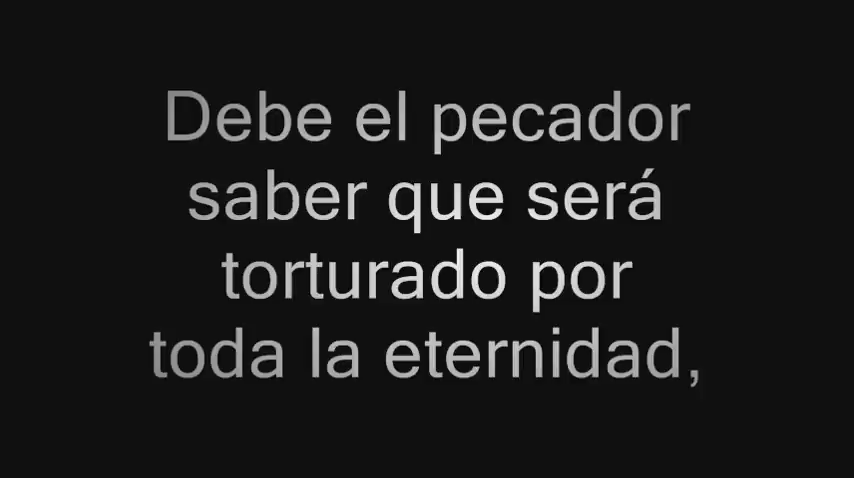 Debe el pecador
saber que será
torturado por
toda la eternidad,